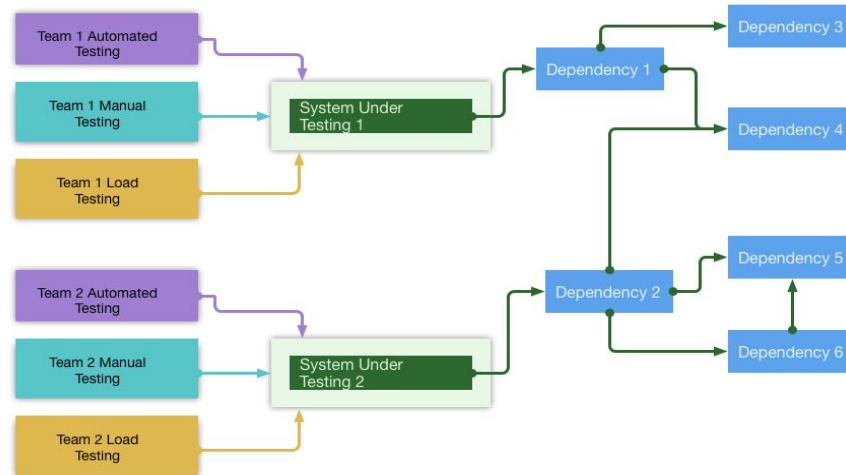 Team 1 Automated
Testing
Dependency 3
Dependency 1
Team 1 Manual
Testing
System Under
Testing 1
Dependency 4
Team 1 Load
Testing
Dependency 5
Team 2 Automated
Testing
Dependency 2
Team 2 Manual
Testing
System Under
Testing 2
Dependency 6
Team 2 Load
Testing